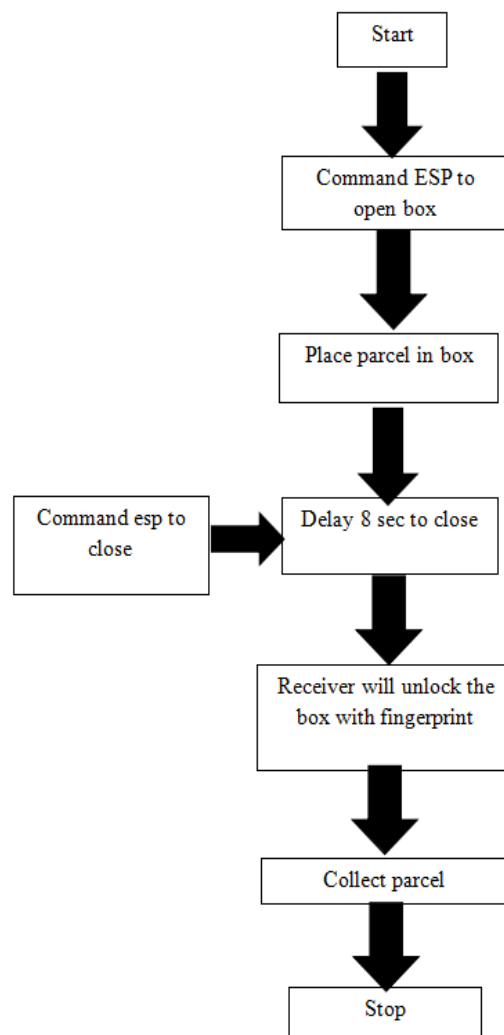 Start
Command ESP to
open box
Place parcel in box
Command esp to
close
Delay 8 sec to close
Receiver will unlock the
box with fingerprint
Collect parcel
Stop